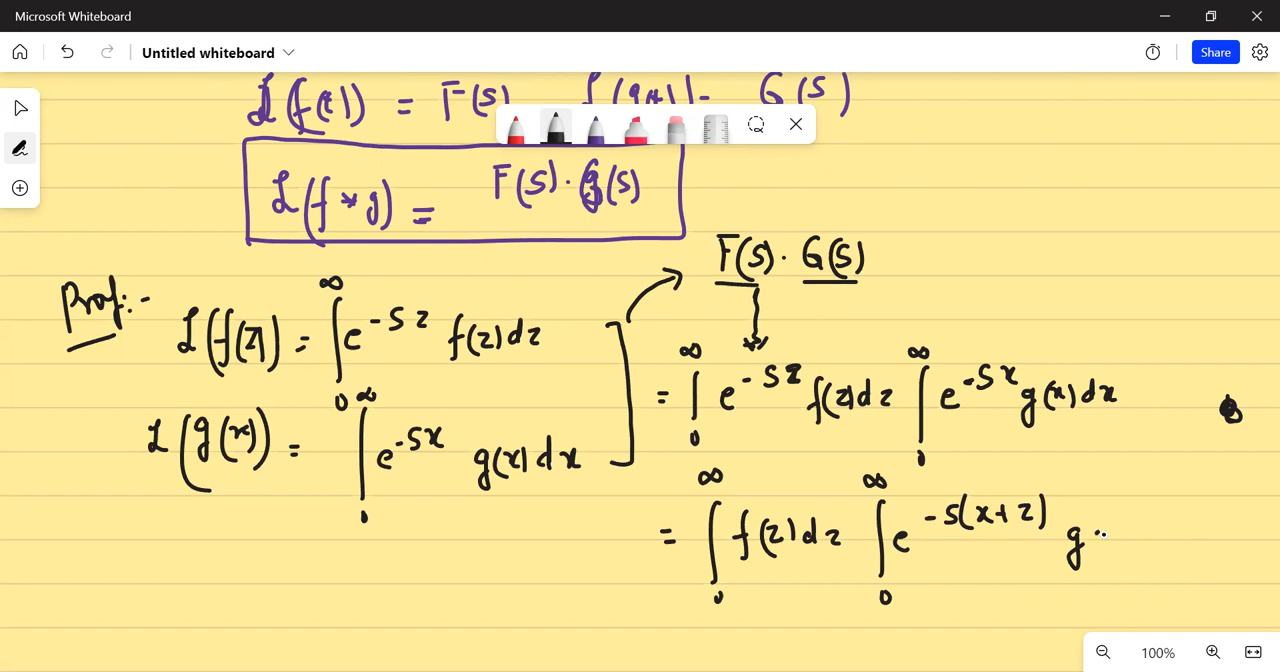 Microsoft Whiteboard
Untitled whiteboard
Share
ℒ(f(t)) = F(s) ℒ(g(t)) = G(s)
ℒ(f * g) = F(s) · g(s)
F(s) · G(s)
Prof:-
ℒ(f(z)) = ∫₀^∞ e^{-sz} f(z) dz
= ∫₀^∞ e^{-sz} f(z) dz ∫₀^∞ e^{-sx} g(x) dx
ℒ(g(x)) = ∫₀^∞ e^{-sx} g(x) dx
= ∫₀^∞ f(z) dz ∫₀^∞ e^{-s(x+z)} g
100%